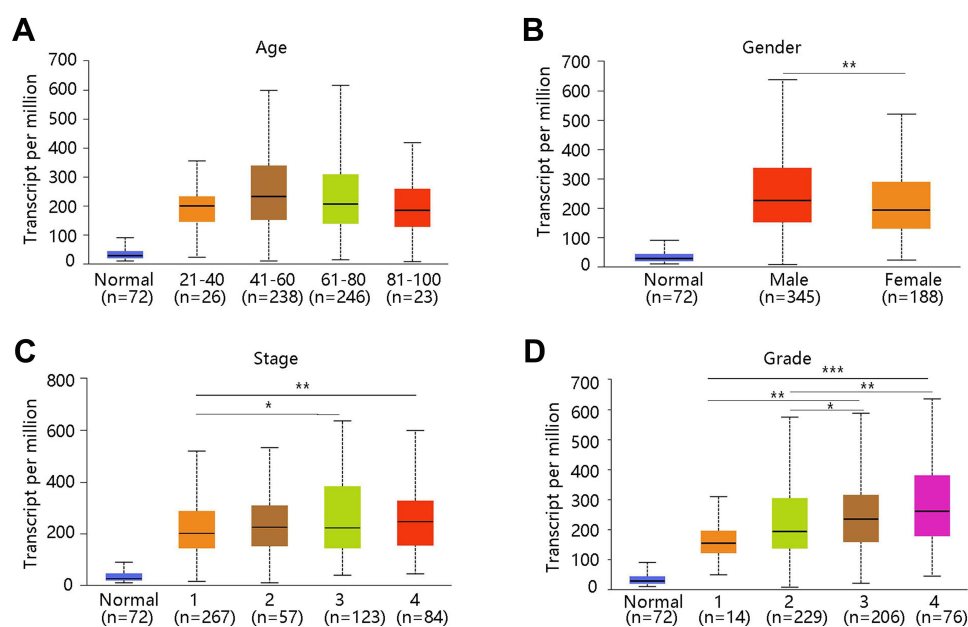 A
Age
Transcript per million
700
600
500
400
300
200
100
0
Normal 21-40 41-60 61-80 81-100
(n=72) (n=26) (n=238) (n=246) (n=23)
B
Gender
**
Transcript per million
700
600
500
400
300
200
100
0
Normal Male Female
(n=72) (n=345) (n=188)
C
Stage
**
*
Transcript per million
800
600
400
200
0
Normal 1 2 3 4
(n=72) (n=267) (n=57) (n=123) (n=84)
D
Grade
***
** **
*
Transcript per million
700
600
500
400
300
200
100
0
Normal 1 2 3 4
(n=72) (n=14) (n=229) (n=206) (n=76)